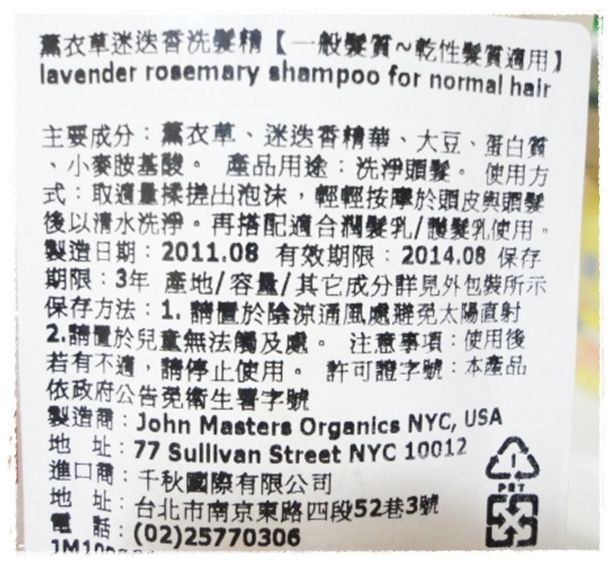 薰衣草迷迭香洗髮精【一般髮質~乾性髮質適用】
lavender rosemary shampoo for normal hair
主要成分：薰衣草、迷迭香精華、大豆、蛋白質
、小麥胺基酸。 產品用途：洗淨頭髮。 使用方
式：取適量揉搓出泡沫，輕輕按摩於頭皮與頭髮
後以清水洗淨。再搭配適合潤髮乳/護髮乳使用。
製造日期：2011.08 有效期限：2014.08 保存
期限：3年 產地/容量/其它成分詳見外包裝所示
保存方法：1. 請置於陰涼通風處避免太陽直射
2.請置於兒童無法觸及處。 注意事項：使用後
若有不適，請停止使用。 許可證字號：本產品
依政府公告免衛生署字號
製造商：John Masters Organics NYC, USA
地 址：77 Sullivan Street NYC 10012
進口商：千秋國際有限公司
地 址：台北市南京東路四段52巷3號
電 話：(02)25770306